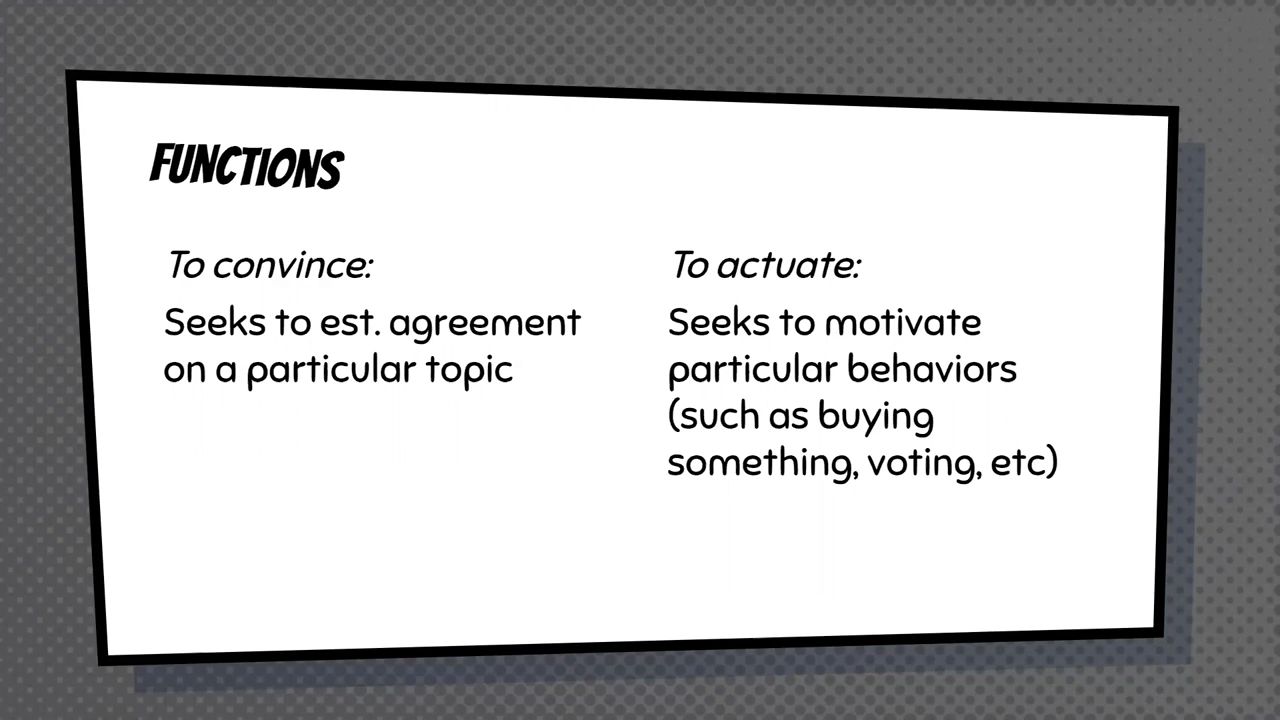 FUNCTIONS
To convince:
Seeks to est. agreement
on a particular topic
To actuate:
Seeks to motivate
particular behaviors
(such as buying
something, voting, etc)